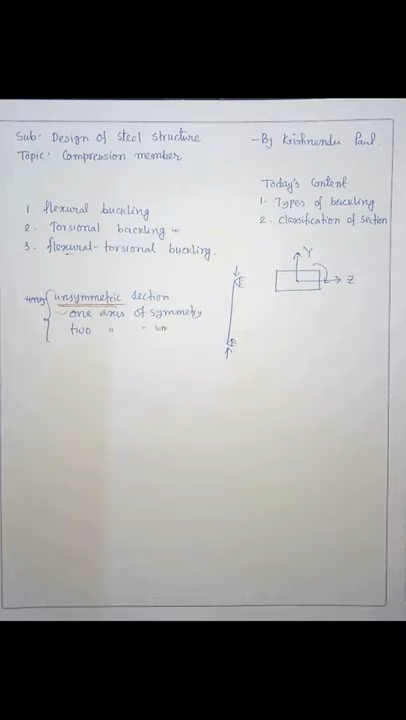 Sub: Design of steel structure
- By Krishnendu Paul.
Topic: Compression member
Today's Content
1. Types of buckling
2. Classification of section
1 flexural buckling
2. Torsional buckling
3. flexural-torsional buckling.
Y
Z
unsymmetric section
one axis of symmetry
two " "